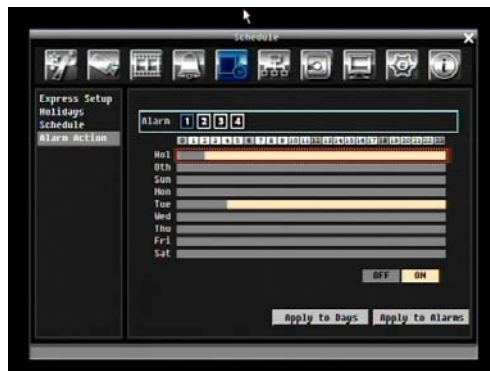 Schedule
X
Express Setup
Holidays
Schedule
Alarm Action
Alarm 1 2 3 4
0 1 2 3 4 5 6 7 8 9 10 11 12 13 14 15 16 17 18 19 20 21 22 23
Hol
Oth
Sun
Mon
Tue
Wed
Thu
Fri
Sat
OFF ON
Apply to Days Apply to Alarms